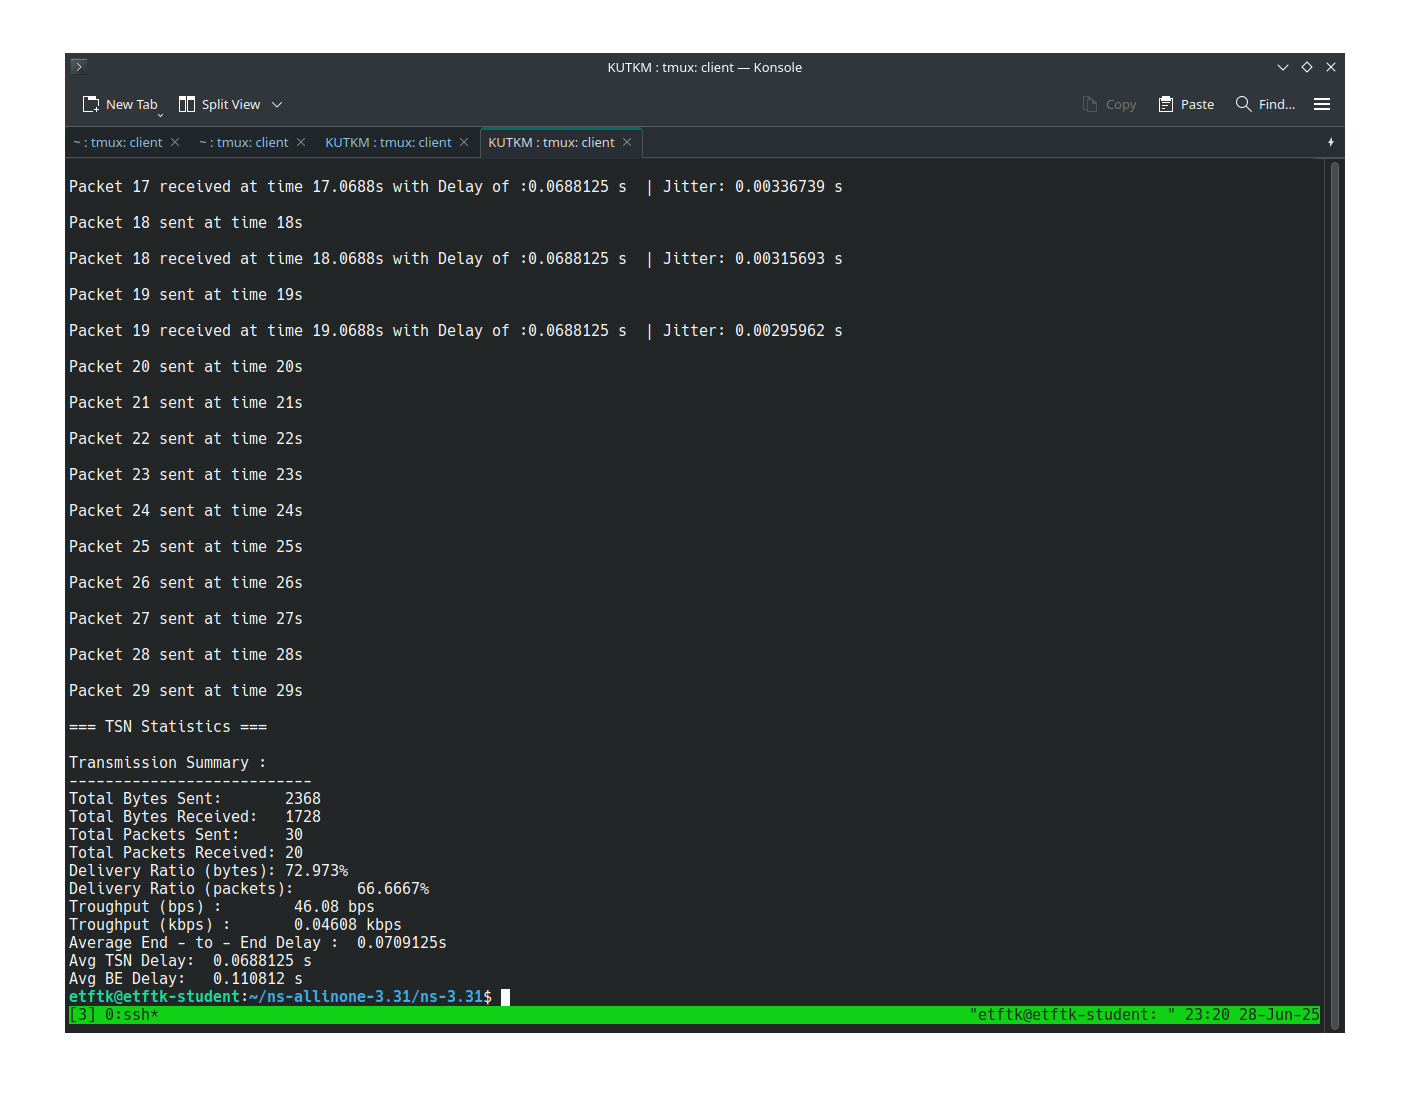 KUTKM : tmux: client — Konsole
New Tab Split View Copy Paste Find...
~ : tmux: client ~ : tmux: client KUTKM : tmux: client KUTKM : tmux: client
Packet 17 received at time 17.0688s with Delay of :0.0688125 s | Jitter: 0.00336739 s
Packet 18 sent at time 18s
Packet 18 received at time 18.0688s with Delay of :0.0688125 s | Jitter: 0.00315693 s
Packet 19 sent at time 19s
Packet 19 received at time 19.0688s with Delay of :0.0688125 s | Jitter: 0.00295962 s
Packet 20 sent at time 20s
Packet 21 sent at time 21s
Packet 22 sent at time 22s
Packet 23 sent at time 23s
Packet 24 sent at time 24s
Packet 25 sent at time 25s
Packet 26 sent at time 26s
Packet 27 sent at time 27s
Packet 28 sent at time 28s
Packet 29 sent at time 29s
=== TSN Statistics ===
Transmission Summary :
---------------------------
Total Bytes Sent: 2368
Total Bytes Received: 1728
Total Packets Sent: 30
Total Packets Received: 20
Delivery Ratio (bytes): 72.973%
Delivery Ratio (packets): 66.6667%
Troughput (bps) : 46.08 bps
Troughput (kbps) : 0.04608 kbps
Average End - to - End Delay : 0.0709125s
Avg TSN Delay: 0.0688125 s
Avg BE Delay: 0.110812 s
etftk@etftk-student:~/ns-allinone-3.31/ns-3.31$
[3] 0:ssh* "etftk@etftk-student: " 23:20 28-Jun-25